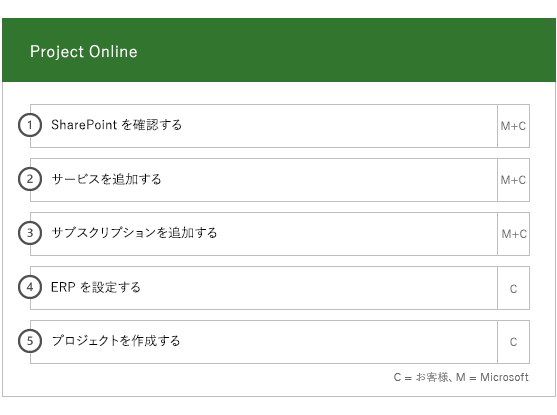 Project Online
1 SharePoint を確認する M+C
2 サービスを追加する M+C
3 サブスクリプションを追加する M+C
4 ERP を設定する C
5 プロジェクトを作成する C
C = お客様、M = Microsoft